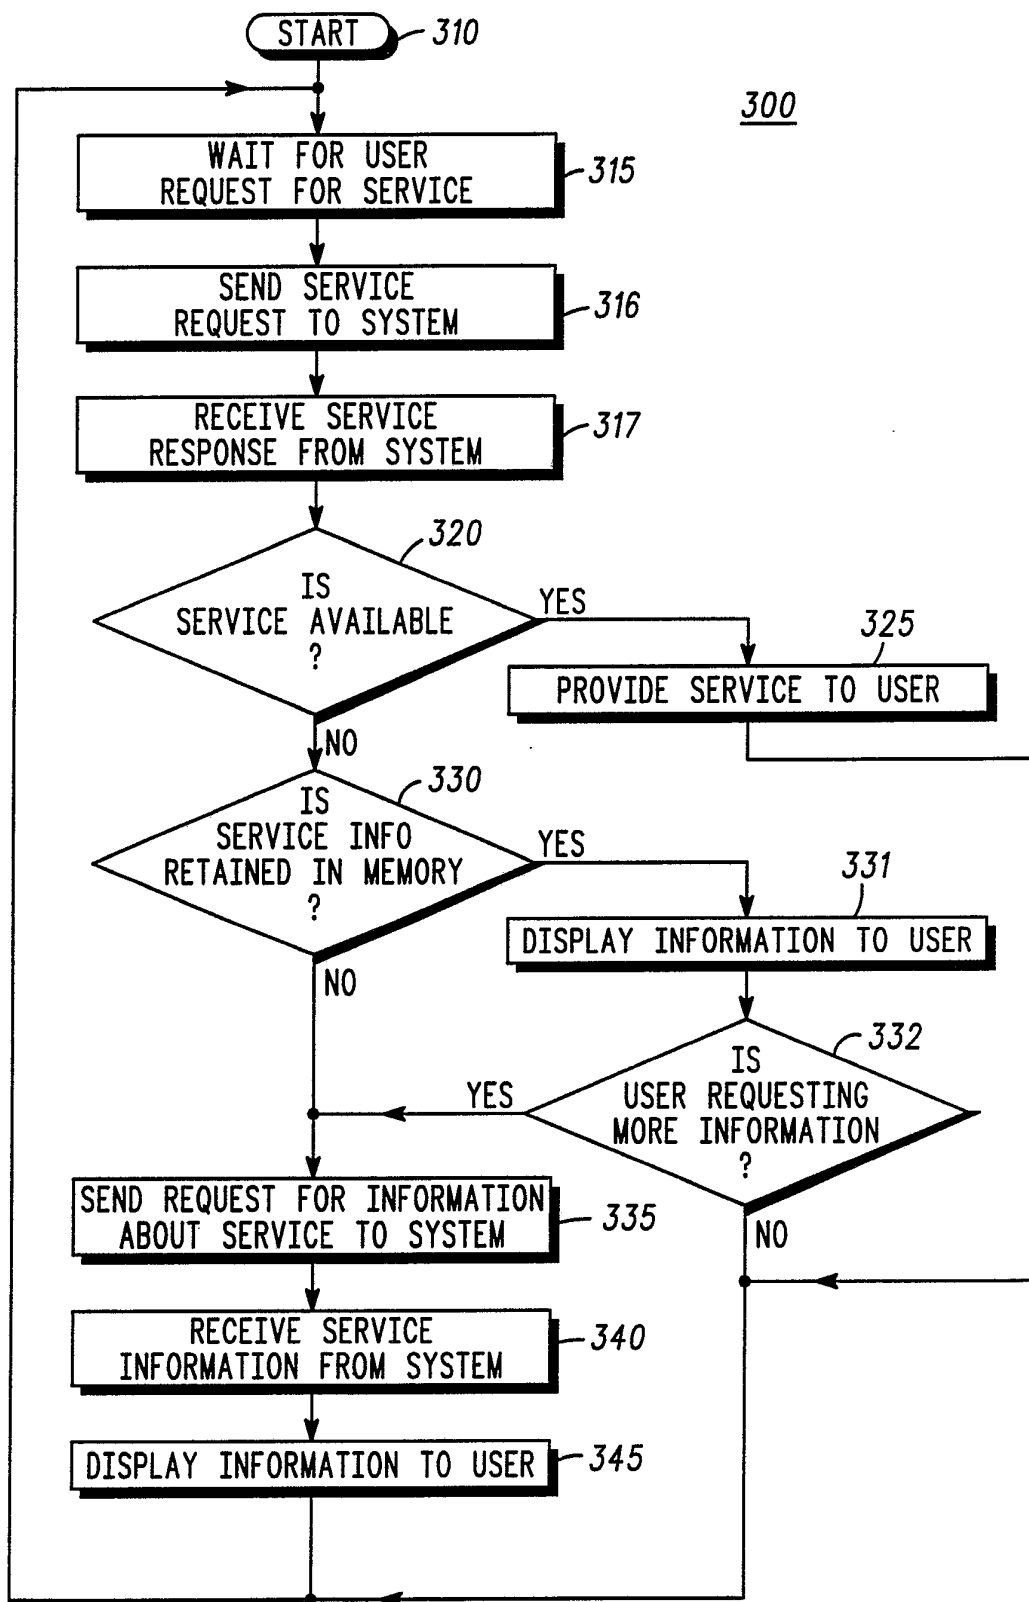 START
310
300
WAIT FOR USER
REQUEST FOR SERVICE
315
SEND SERVICE
REQUEST TO SYSTEM
316
RECEIVE SERVICE
RESPONSE FROM SYSTEM
317
320
IS
SERVICE AVAILABLE
?
YES
325
PROVIDE SERVICE TO USER
NO
330
IS
SERVICE INFO
RETAINED IN MEMORY
?
YES
331
DISPLAY INFORMATION TO USER
NO
332
IS
USER REQUESTING
MORE INFORMATION
?
YES
NO
SEND REQUEST FOR INFORMATION
ABOUT SERVICE TO SYSTEM
335
RECEIVE SERVICE
INFORMATION FROM SYSTEM
340
DISPLAY INFORMATION TO USER
345